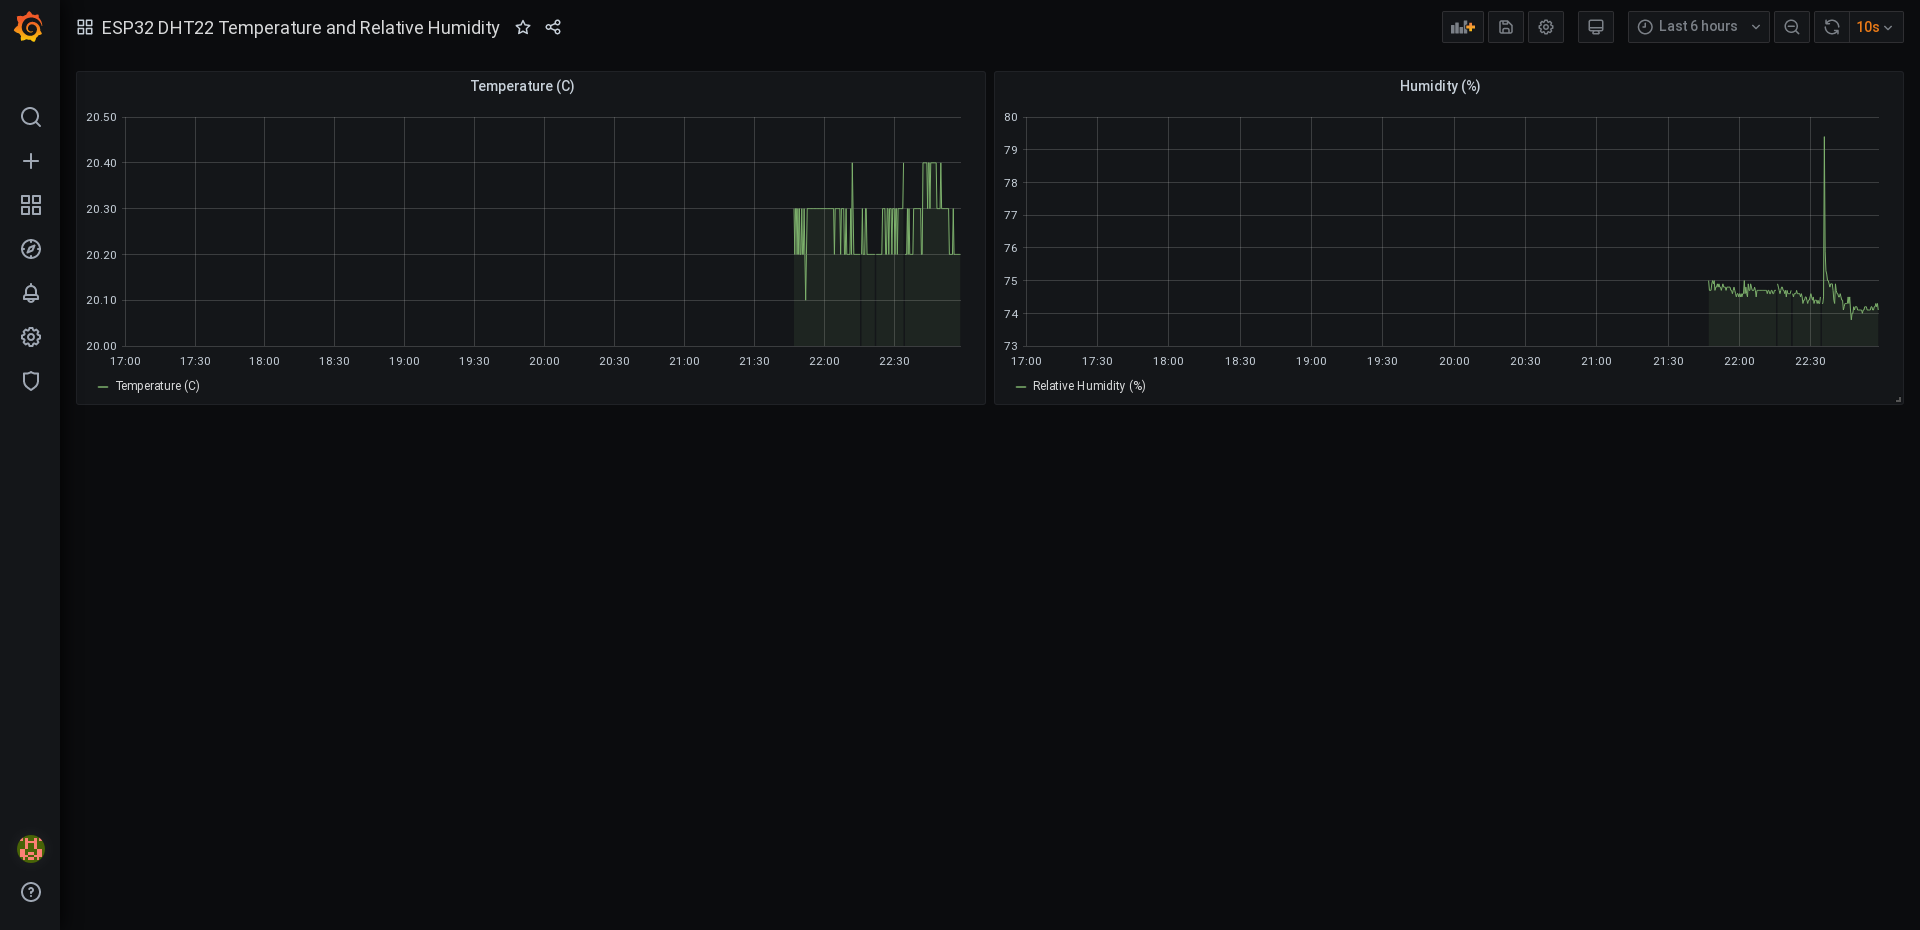 ESP32 DHT22 Temperature and Relative Humidity
Last 6 hours
10s
Temperature (C)
20.50
20.40
20.30
20.20
20.10
20.00
17:00 17:30 18:00 18:30 19:00 19:30 20:00 20:30 21:00 21:30 22:00 22:30
Temperature (C)
Humidity (%)
80
79
78
77
76
75
74
73
17:00 17:30 18:00 18:30 19:00 19:30 20:00 20:30 21:00 21:30 22:00 22:30
Relative Humidity (%)